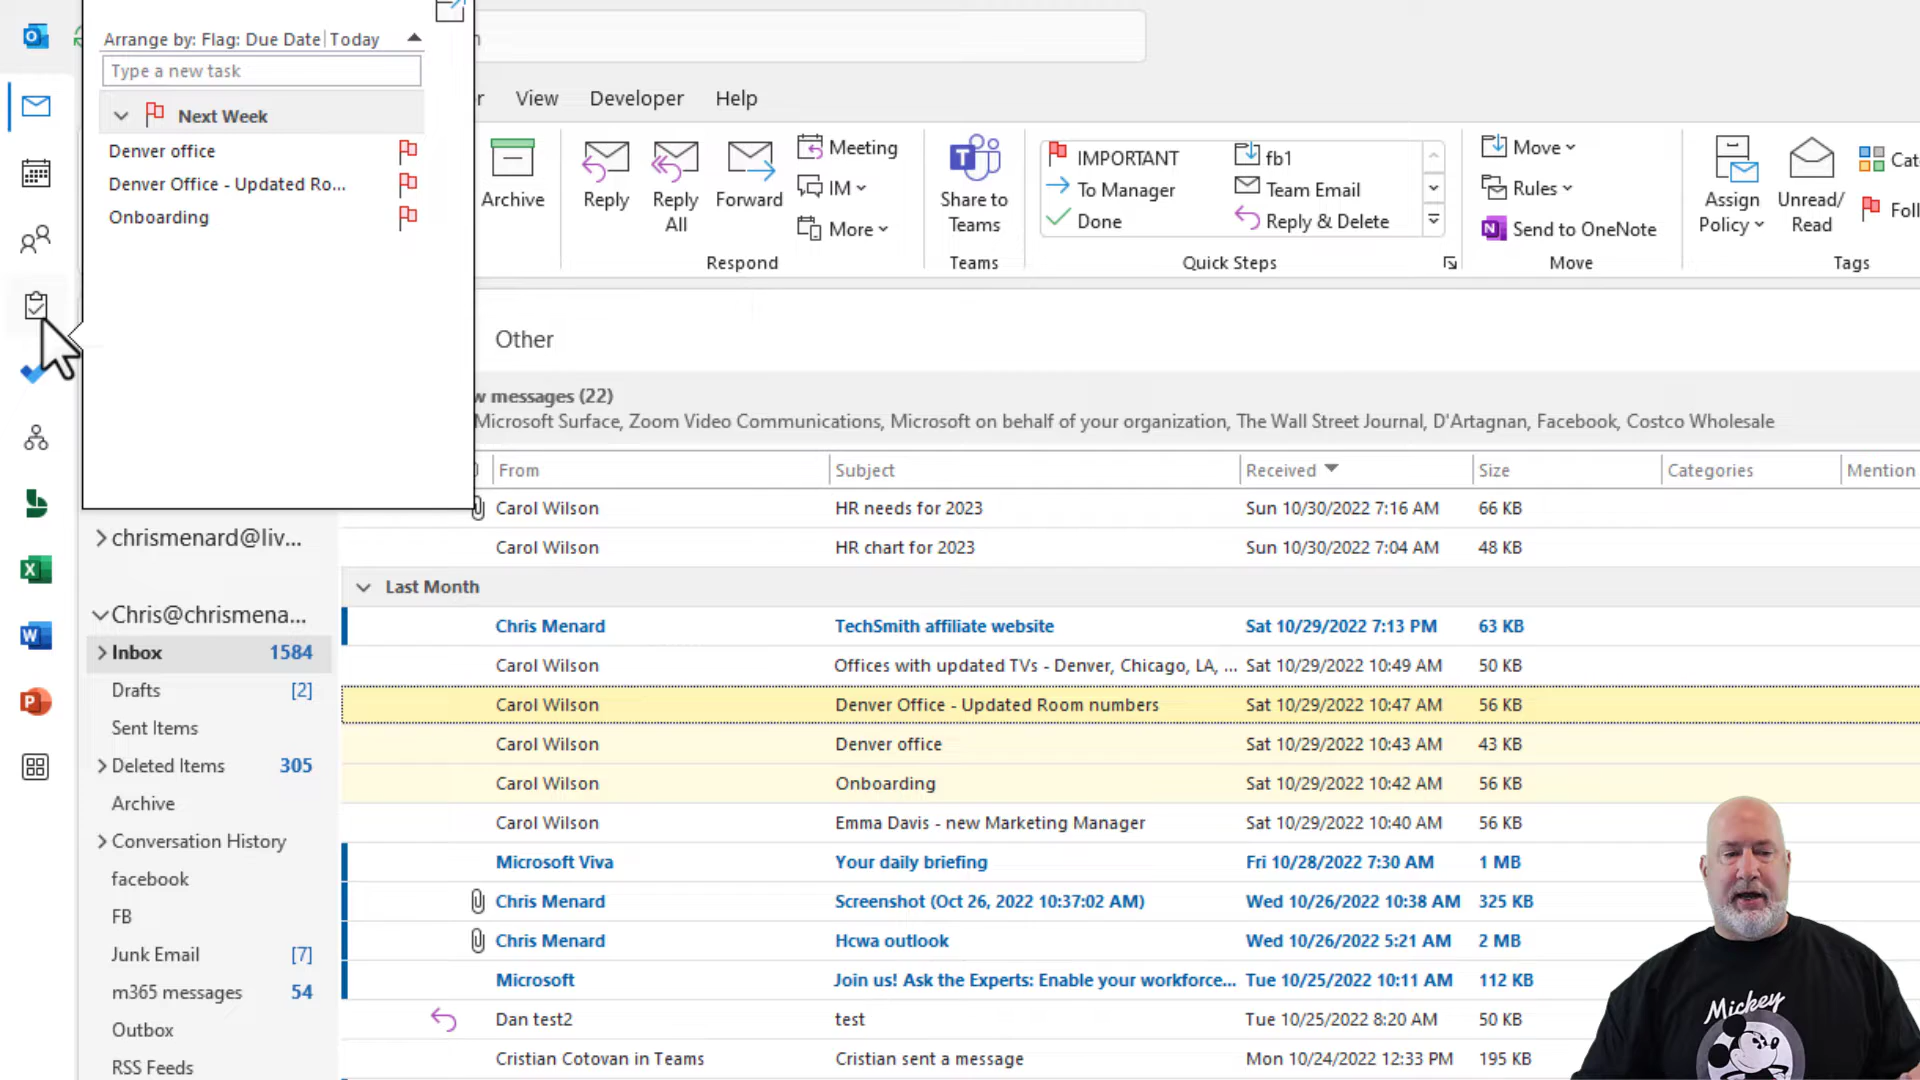 Arrange by: Flag: Due Date Today
Type a new task
Next Week
Denver office
Denver Office - Updated Ro...
Onboarding
View Developer Help
Archive
Reply
Reply All
Forward
Meeting
IM
More
Respond
Share to Teams
Teams
IMPORTANT
To Manager
Done
fb1
Team Email
Reply & Delete
Quick Steps
Move
Rules
Send to OneNote
Move
Assign Policy
Unread/ Read
Tags
Other
messages (22)
Microsoft Surface, Zoom Video Communications, Microsoft on behalf of your organization, The Wall Street Journal, D'Artagnan, Facebook, Costco Wholesale
From Subject Received Size Categories Mention
Carol Wilson HR needs for 2023 Sun 10/30/2022 7:16 AM 66 KB
Carol Wilson HR chart for 2023 Sun 10/30/2022 7:04 AM 48 KB
Last Month
Chris Menard TechSmith affiliate website Sat 10/29/2022 7:13 PM 63 KB
Carol Wilson Offices with updated TVs - Denver, Chicago, LA, ... Sat 10/29/2022 10:49 AM 50 KB
Carol Wilson Denver Office - Updated Room numbers Sat 10/29/2022 10:47 AM 56 KB
Carol Wilson Denver office Sat 10/29/2022 10:43 AM 43 KB
Carol Wilson Onboarding Sat 10/29/2022 10:42 AM 56 KB
Carol Wilson Emma Davis - new Marketing Manager Sat 10/29/2022 10:40 AM 56 KB
Microsoft Viva Your daily briefing Fri 10/28/2022 7:30 AM 1 MB
Chris Menard Screenshot (Oct 26, 2022 10:37:02 AM) Wed 10/26/2022 10:38 AM 325 KB
Chris Menard Hcwa outlook Wed 10/26/2022 5:21 AM 2 MB
Microsoft Join us! Ask the Experts: Enable your workforce... Tue 10/25/2022 10:11 AM 112 KB
Dan test2 test Tue 10/25/2022 8:20 AM 50 KB
Cristian Cotovan in Teams Cristian sent a message Mon 10/24/2022 12:33 PM 195 KB
chrismenard@liv...
Chris@chrismena...
Inbox 1584
Drafts [2]
Sent Items
Deleted Items 305
Archive
Conversation History
facebook
FB
Junk Email [7]
m365 messages 54
Outbox
RSS Feeds
Mickey